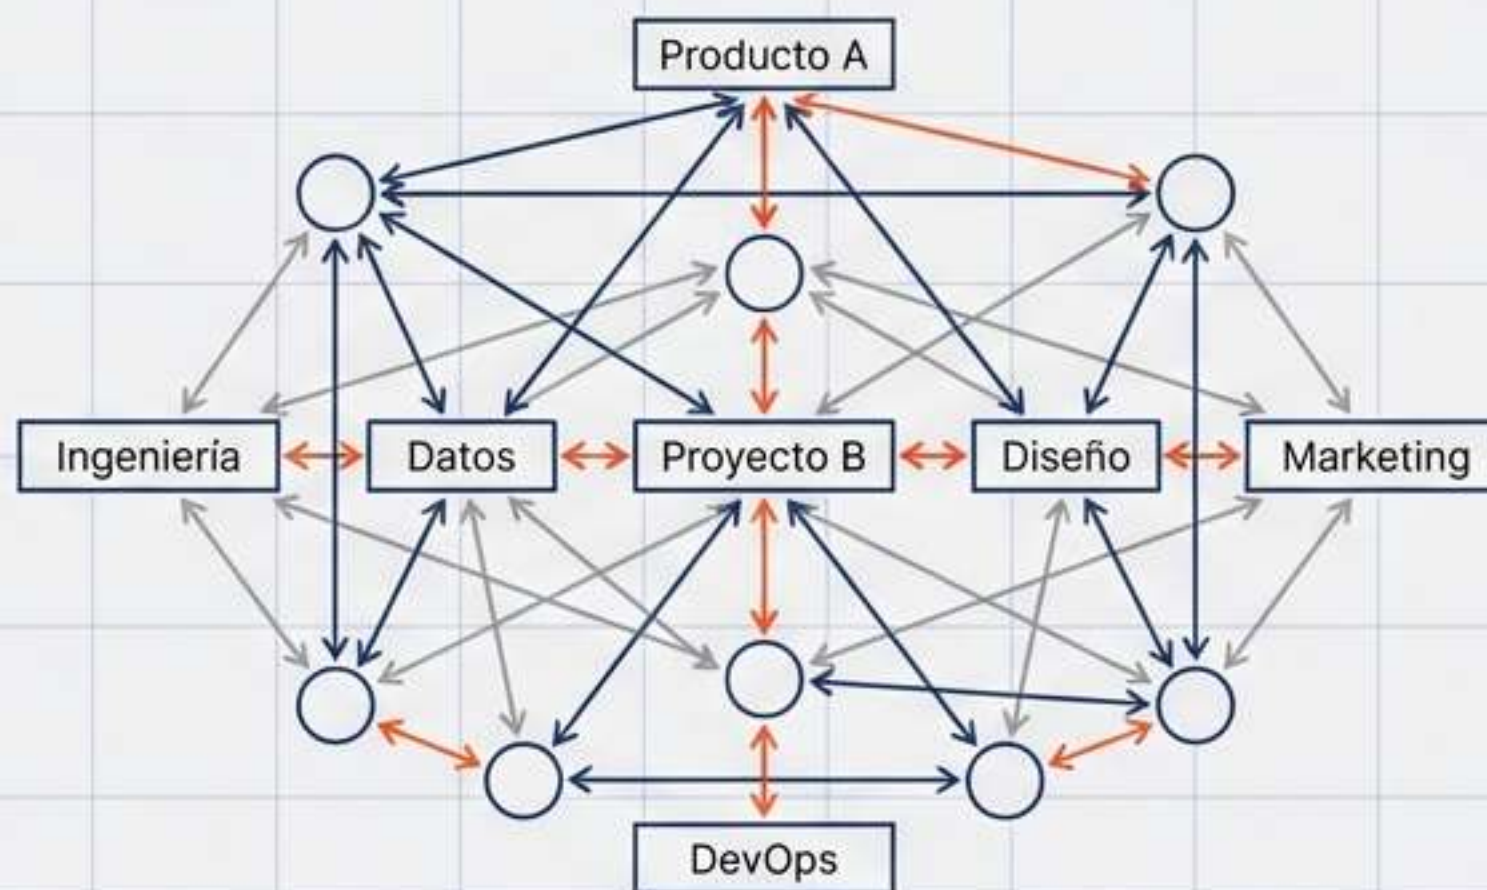 Producto A
Ingeniería
Datos
Proyecto B
Diseño
Marketing
DevOps